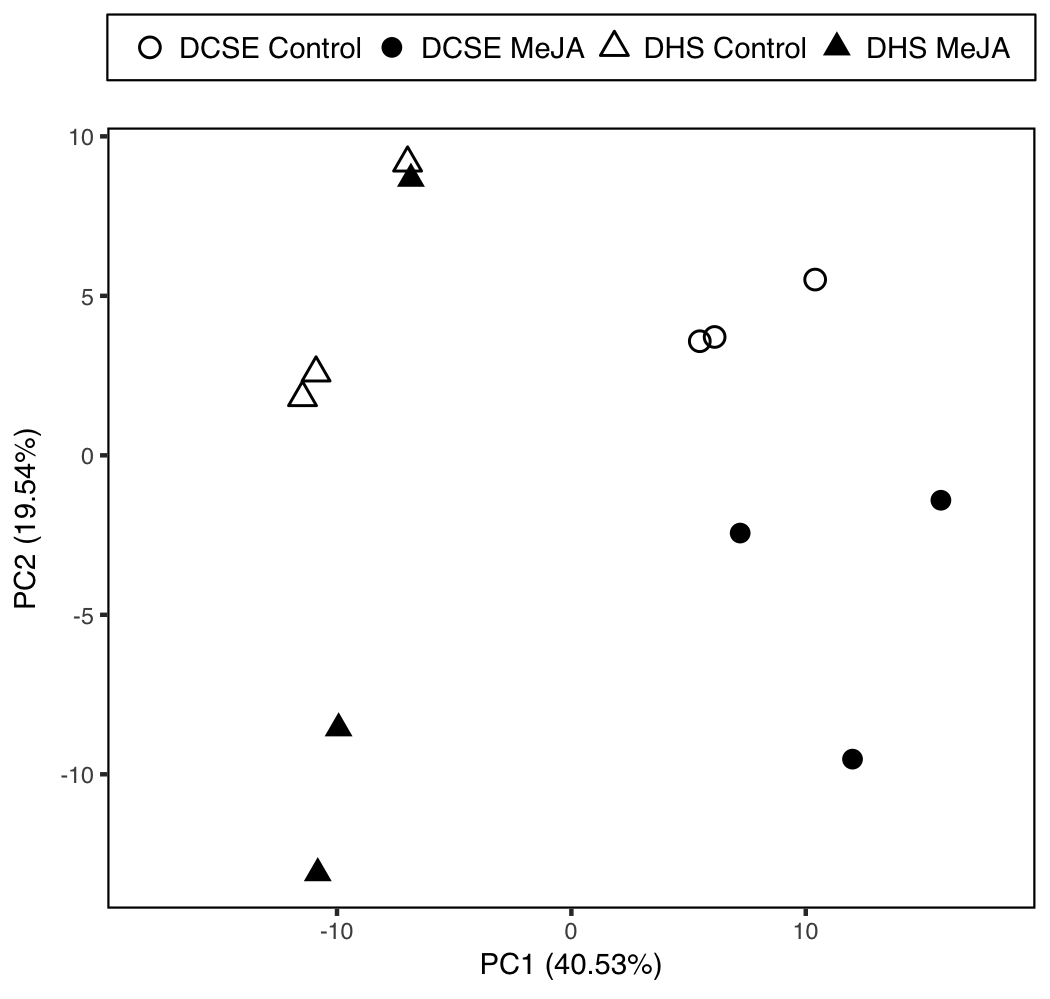 DCSE Control DCSE MeJA DHS Control DHS MeJA
10
5
0
-5
-10
PC2 (19.54%)
-10 0 10
PC1 (40.53%)